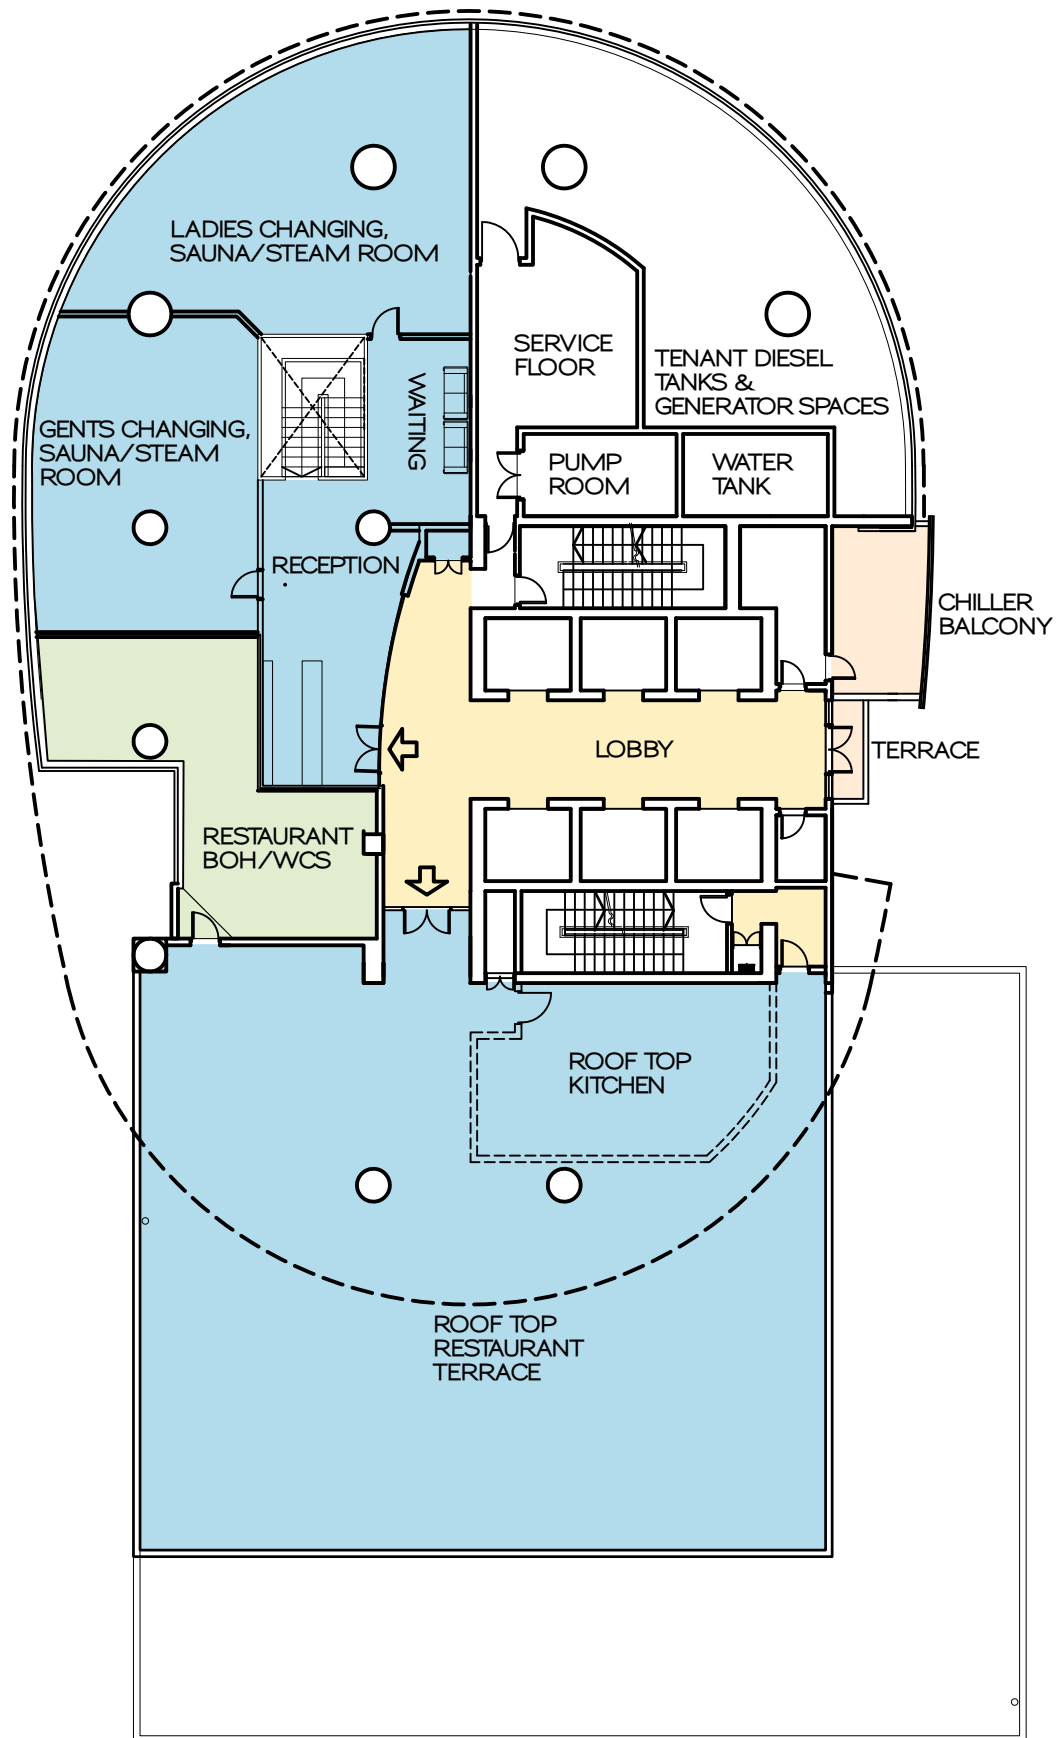 LADIES CHANGING,
SAUNA/STEAM ROOM
SERVICE
FLOOR
TENANT DIESEL
TANKS &
GENERATOR SPACES
WAITING
GENTS CHANGING,
SAUNA/STEAM
ROOM
PUMP
ROOM
WATER
TANK
RECEPTION
CHILLER
BALCONY
LOBBY
TERRACE
RESTAURANT
BOH/WCS
ROOF TOP
KITCHEN
ROOF TOP
RESTAURANT
TERRACE